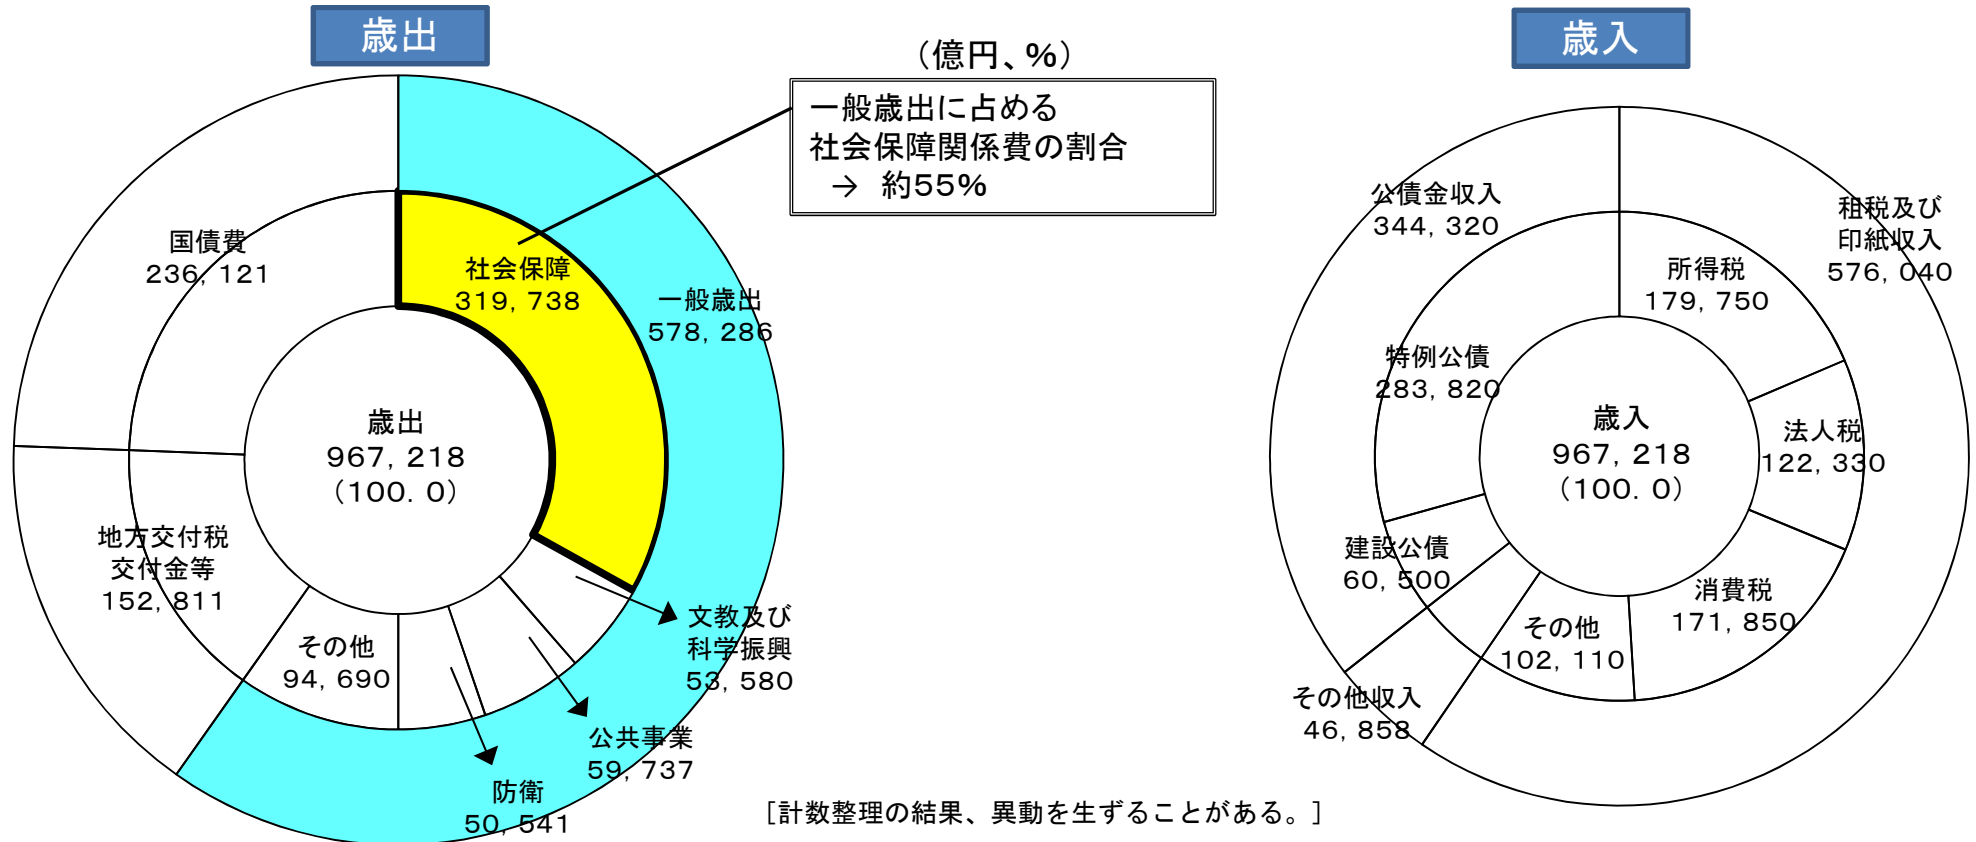 歳出
(億円、%)
一般歳出に占める
社会保障関係費の割合
→ 約55%
国債費
236,121
社会保障
319,738
一般歳出
578,286
歳出
967,218
(100.0)
地方交付税
交付金等
152,811
その他
94,690
文教及び
科学振興
53,580
公共事業
59,737
防衛
50,541
歳入
公債金収入
344,320
租税及び
印紙収入
576,040
所得税
179,750
特例公債
283,820
歳入
967,218
(100.0)
法人税
122,330
建設公債
60,500
消費税
171,850
その他
102,110
その他収入
46,858
[計数整理の結果、異動を生ずることがある。]